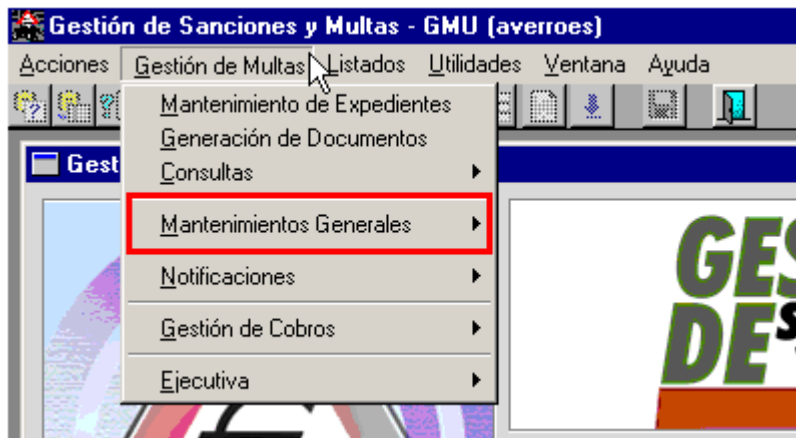 Gestión de Sanciones y Multas - GMU (averroes)
Acciones Gestión de Multas Listados Utilidades Ventana Ayuda
Mantenimiento de Expedientes
Generación de Documentos
Consultas
Mantenimientos Generales
Notificaciones
Gestión de Cobros
Ejecutiva
Gest
GES
DE